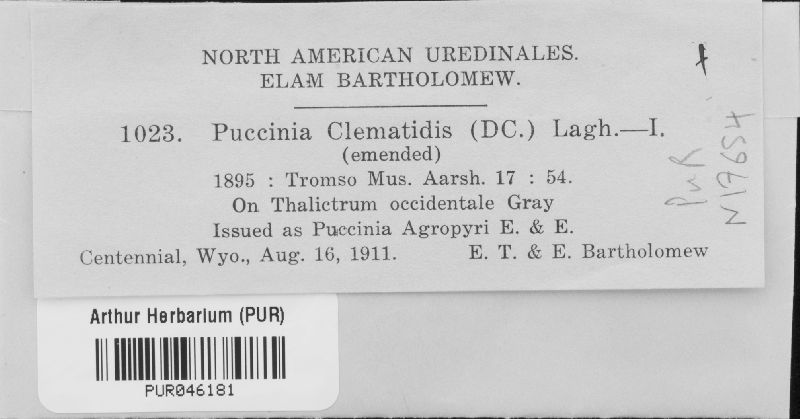 NORTH AMERICAN UREDINALES.
ELAM BARTHOLOMEW.
1023. Puccinia Clematidis (DC.) Lagh.—I.
(emended)
1895 : Tromso Mus. Aarsh. 17 : 54.
On Thalictrum occidentale Gray
Issued as Puccinia Agropyri E. & E.
Centennial, Wyo., Aug. 16, 1911. E. T. & E. Bartholomew
PUR
N17654
Arthur Herbarium (PUR)
PUR046181